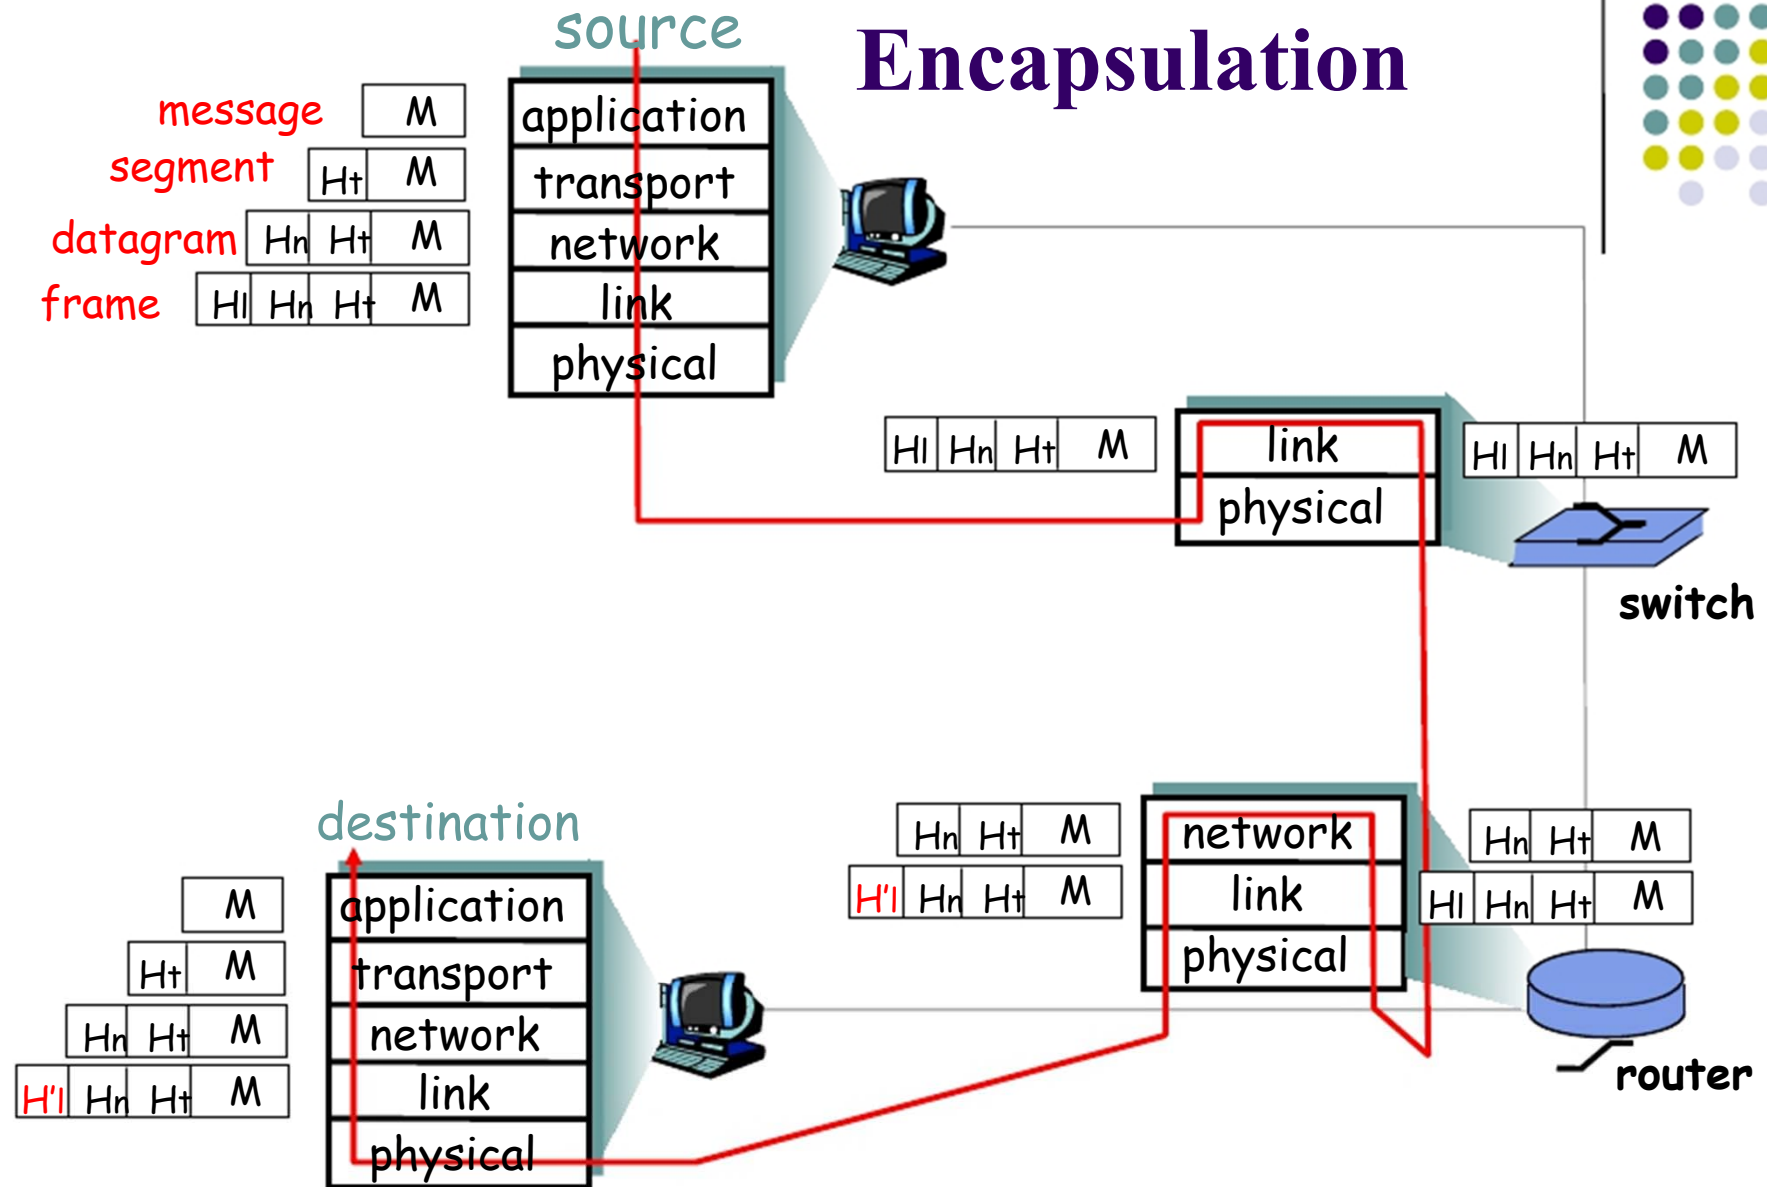 source
Encapsulation
message M application
segment Ht M transport
datagram Hn Ht M network
frame Hl Hn Ht M link
physical
Hl Hn Ht M link Hl Hn Ht M
physical
switch
destination
Hn Ht M network Hn Ht M
H'l Hn Ht M link Hl Hn Ht M
physical
router
M application
Ht M transport
Hn Ht M network
H'l Hn Ht M link
physical